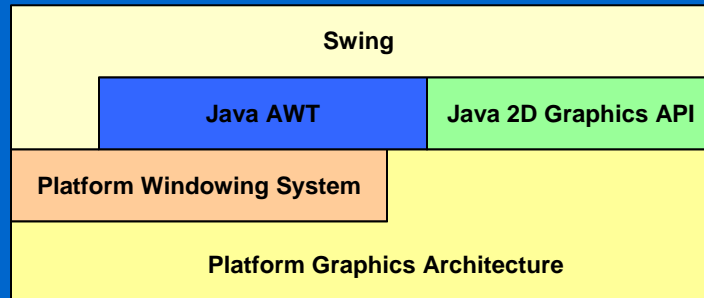 Swing
Java AWT
Java 2D Graphics API
Platform Windowing System
Platform Graphics Architecture